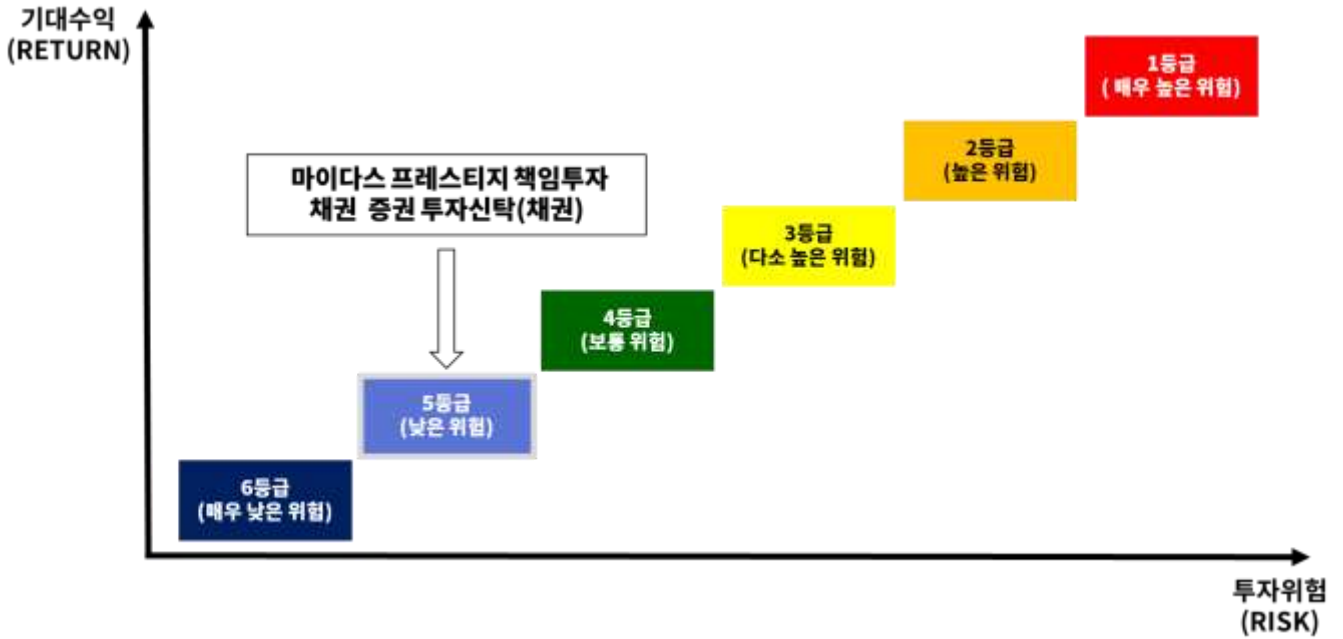 기대수익
(RETURN)
1등급
( 매우 높은 위험)
2등급
(높은 위험)
마이다스 프레스티지 책임투자
채권 증권 투자신탁(채권)
3등급
(다소 높은 위험)
4등급
(보통 위험)
5등급
(낮은 위험)
6등급
(매우 낮은 위험)
투자위험
(RISK)